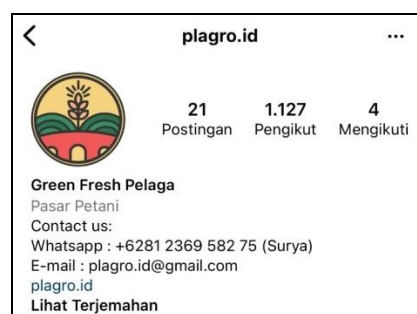 plagro.id
21 1.127 4
Postingan Pengikut Mengikuti
Green Fresh Pelaga
Pasar Petani
Contact us:
Whatsapp : +6281 2369 582 75 (Surya)
E-mail : plagro.id@gmail.com
plagro.id
Lihat Terjemahan